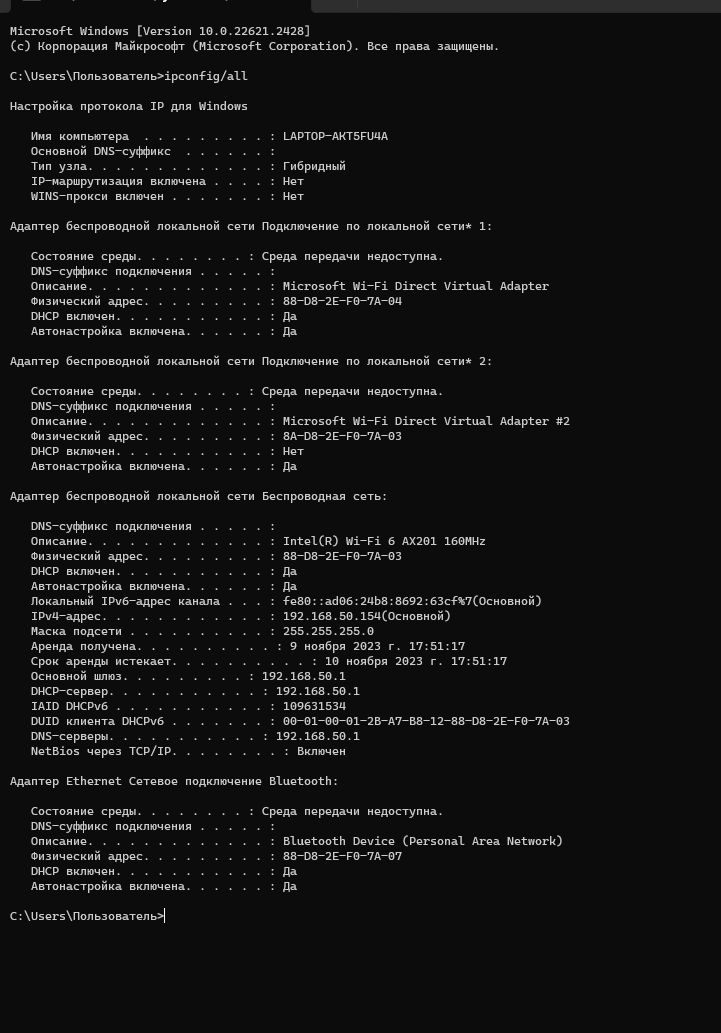 Microsoft Windows [Version 10.0.22621.2428]
(c) Корпорация Майкрософт (Microsoft Corporation). Все права защищены.
C:\Users\Пользователь>ipconfig/all
Настройка протокола IP для Windows
Имя компьютера  . . . . . . . . . : LAPTOP-AKT5FU4A
Основной DNS-суффикс  . . . . . . :
Тип узла. . . . . . . . . . . . . : Гибридный
IP-маршрутизация включена . . . . : Нет
WINS-прокси включен . . . . . . . : Нет
Адаптер беспроводной локальной сети Подключение по локальной сети* 1:
Состояние среды. . . . . . . . : Среда передачи недоступна.
DNS-суффикс подключения . . . . . :
Описание. . . . . . . . . . . . . : Microsoft Wi-Fi Direct Virtual Adapter
Физический адрес. . . . . . . . . : 88-D8-2E-F0-7A-04
DHCP включен. . . . . . . . . . . : Да
Автонастройка включена. . . . . . : Да
Адаптер беспроводной локальной сети Подключение по локальной сети* 2:
Состояние среды. . . . . . . . : Среда передачи недоступна.
DNS-суффикс подключения . . . . . :
Описание. . . . . . . . . . . . . : Microsoft Wi-Fi Direct Virtual Adapter #2
Физический адрес. . . . . . . . . : 8A-D8-2E-F0-7A-03
DHCP включен. . . . . . . . . . . : Нет
Автонастройка включена. . . . . . : Да
Адаптер беспроводной локальной сети Беспроводная сеть:
DNS-суффикс подключения . . . . . :
Описание. . . . . . . . . . . . . : Intel(R) Wi-Fi 6 AX201 160MHz
Физический адрес. . . . . . . . . : 88-D8-2E-F0-7A-03
DHCP включен. . . . . . . . . . . : Да
Автонастройка включена. . . . . . : Да
Локальный IPv6-адрес канала . . . : fe80::ad06:24b8:8692:63cf%7(Основной)
IPv4-адрес. . . . . . . . . . . . : 192.168.50.154(Основной)
Маска подсети . . . . . . . . . . : 255.255.255.0
Аренда получена. . . . . . . . . . : 9 ноября 2023 г. 17:51:17
Срок аренды истекает. . . . . . . . . . : 10 ноября 2023 г. 17:51:17
Основной шлюз. . . . . . . . . : 192.168.50.1
DHCP-сервер. . . . . . . . . . . : 192.168.50.1
IAID DHCPv6 . . . . . . . . . . . : 109631534
DUID клиента DHCPv6 . . . . . . . : 00-01-00-01-2B-A7-B8-12-88-D8-2E-F0-7A-03
DNS-серверы. . . . . . . . . . . : 192.168.50.1
NetBios через TCP/IP. . . . . . . . : Включен
Адаптер Ethernet Сетевое подключение Bluetooth:
Состояние среды. . . . . . . . : Среда передачи недоступна.
DNS-суффикс подключения . . . . . :
Описание. . . . . . . . . . . . . : Bluetooth Device (Personal Area Network)
Физический адрес. . . . . . . . . : 88-D8-2E-F0-7A-07
DHCP включен. . . . . . . . . . . : Да
Автонастройка включена. . . . . . : Да
C:\Users\Пользователь>